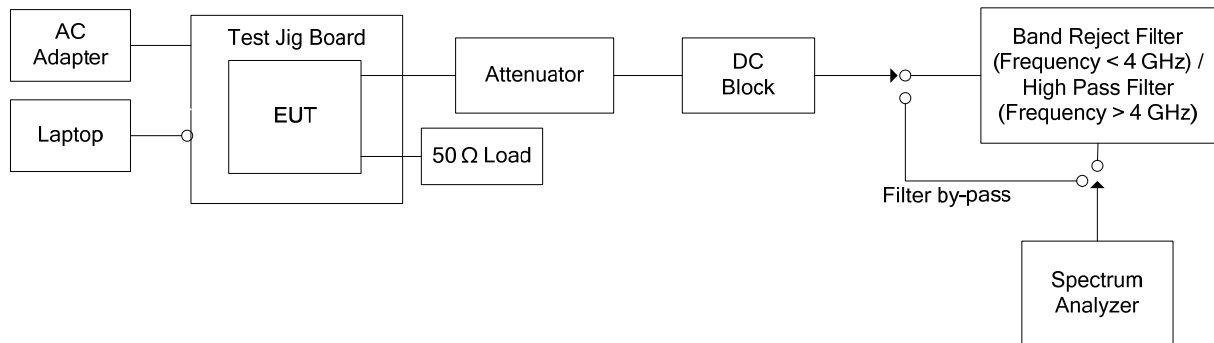 AC
Adapter
Laptop
Test Jig Board
EUT
50 Ω Load
Attenuator
DC
Block
Band Reject Filter
(Frequency < 4 GHz) /
High Pass Filter
(Frequency > 4 GHz)
Filter by-pass
Spectrum
Analyzer